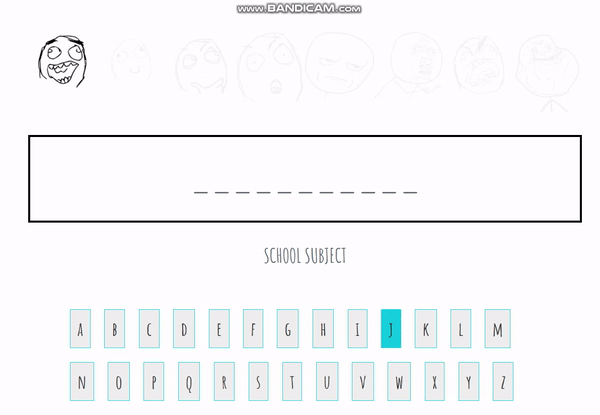 www.BANDICAM.com
_ _ _ _ _ _ _ _ _ _ _
SCHOOL SUBJECT
A B C D E F G H I J K L M
N O P Q R S T U V W X Y Z